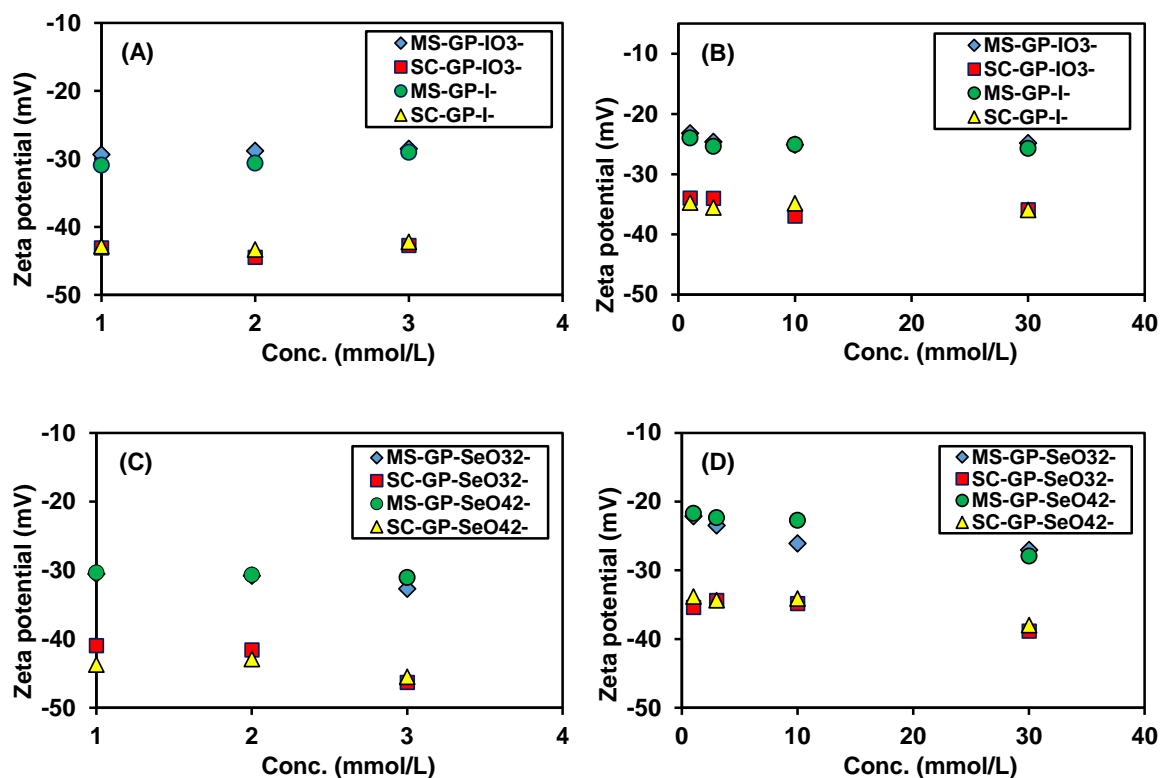 (A)
MS-GP-IO3-
SC-GP-IO3-
MS-GP-I-
SC-GP-I-
-10
-20
-30
-40
-50
Zeta potential (mV)
1
2
3
4
Conc. (mmol/L)
(B)
MS-GP-IO3-
SC-GP-IO3-
MS-GP-I-
SC-GP-I-
-10
-20
-30
-40
-50
Zeta potential (mV)
0
10
20
30
40
Conc. (mmol/L)
(C)
MS-GP-SeO32-
SC-GP-SeO32-
MS-GP-SeO42-
SC-GP-SeO42-
-10
-20
-30
-40
-50
Zeta potential (mV)
1
2
3
4
Conc. (mmol/L)
(D)
MS-GP-SeO32-
SC-GP-SeO32-
MS-GP-SeO42-
SC-GP-SeO42-
-10
-20
-30
-40
-50
Zeta potential (mV)
0
10
20
30
40
Conc. (mmol/L)